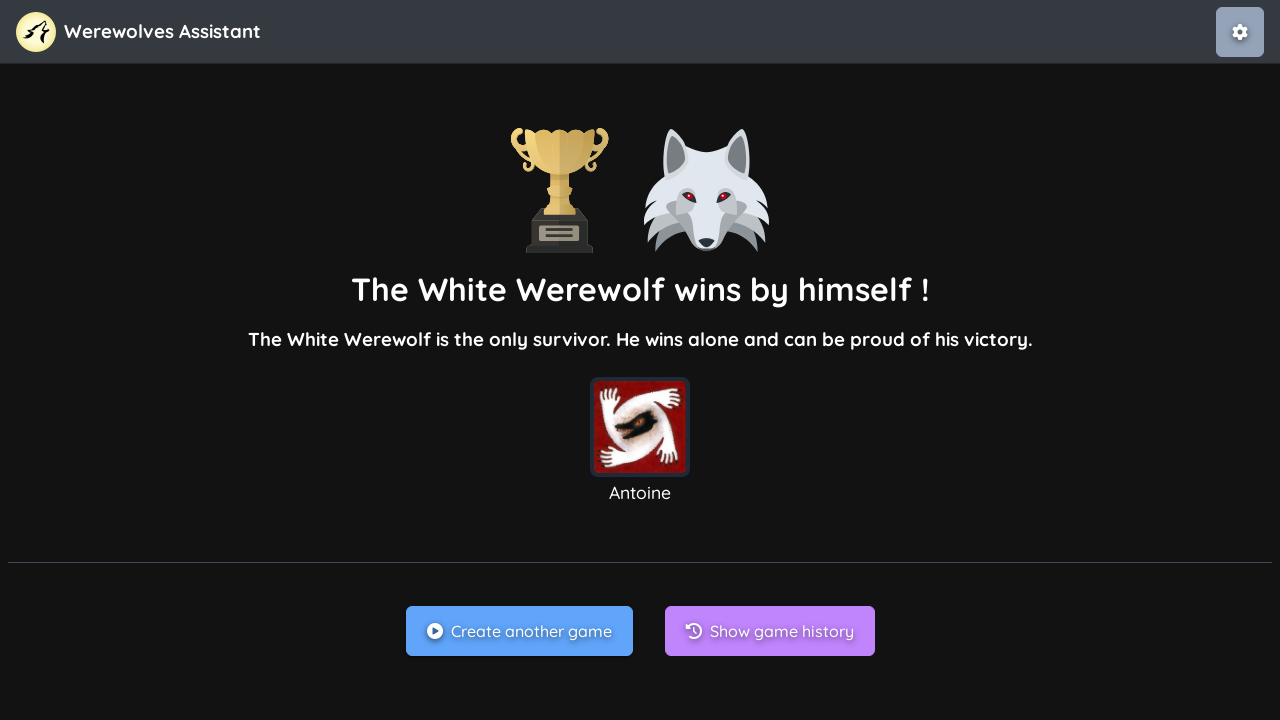 Werewolves Assistant
The White Werewolf wins by himself !
The White Werewolf is the only survivor. He wins alone and can be proud of his victory.
Antoine
Create another game
Show game history